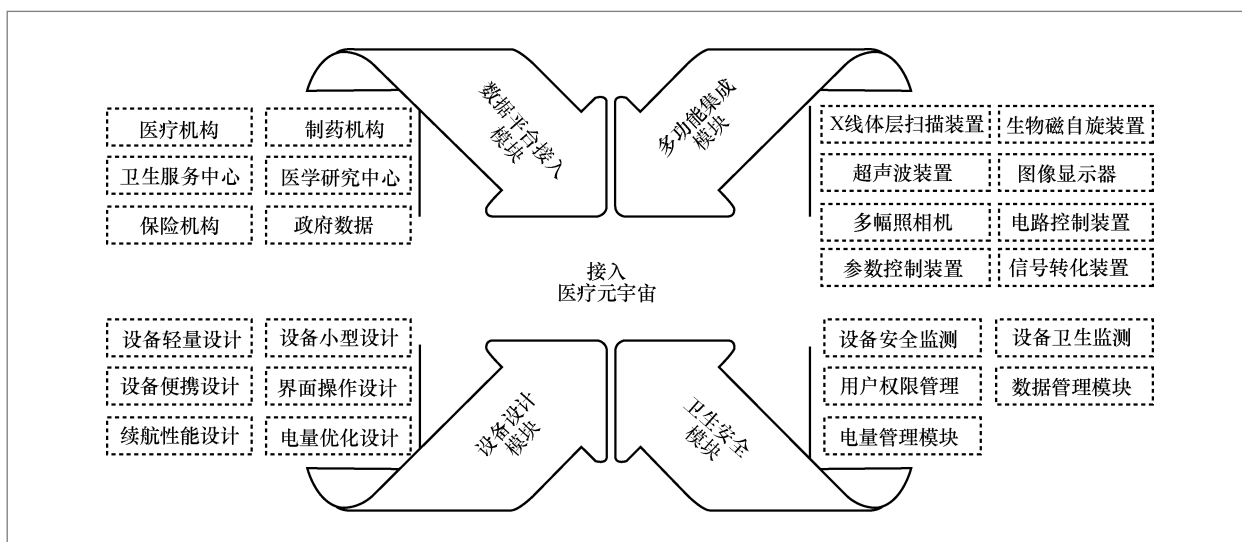 数据平台接入
模块
医疗机构
制药机构
卫生服务中心
医学研究中心
保险机构
政府数据
多功能集成
模块
X线体层扫描装置
生物磁自旋装置
超声波装置
图像显示器
多幅照相机
电路控制装置
参数控制装置
信号转化装置
接入
医疗元宇宙
设备轻量设计
设备小型设计
设备便携设计
界面操作设计
续航性能设计
电量优化设计
设备设计
模块
卫生安全
模块
设备安全监测
设备卫生监测
用户权限管理
数据管理模块
电量管理模块